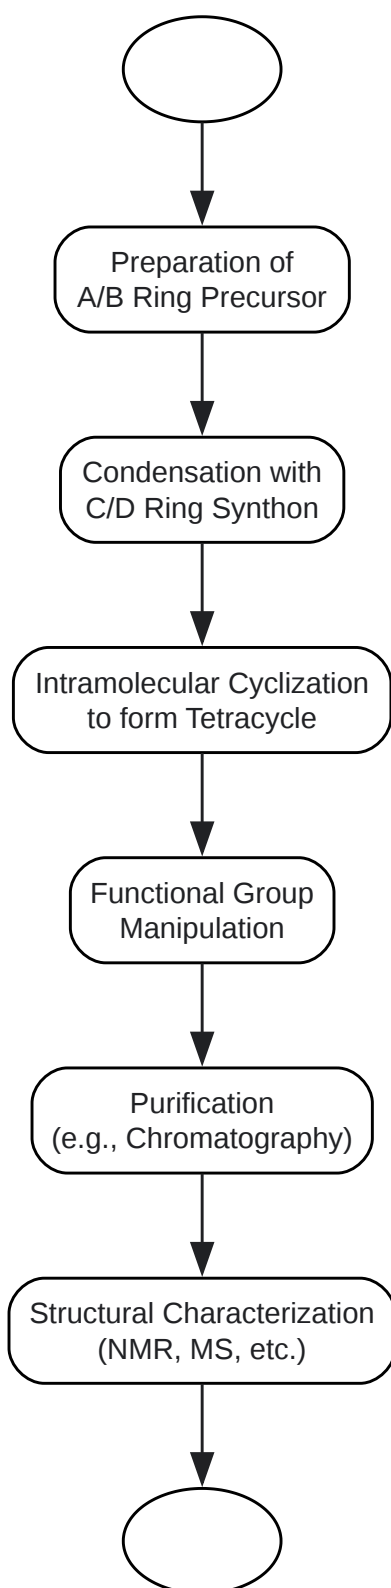 Preparation of
A/B Ring Precursor
Condensation with
C/D Ring Synthon
Intramolecular Cyclization
to form Tetracycle
Functional Group
Manipulation
Purification
(e.g., Chromatography)
Structural Characterization
(NMR, MS, etc.)